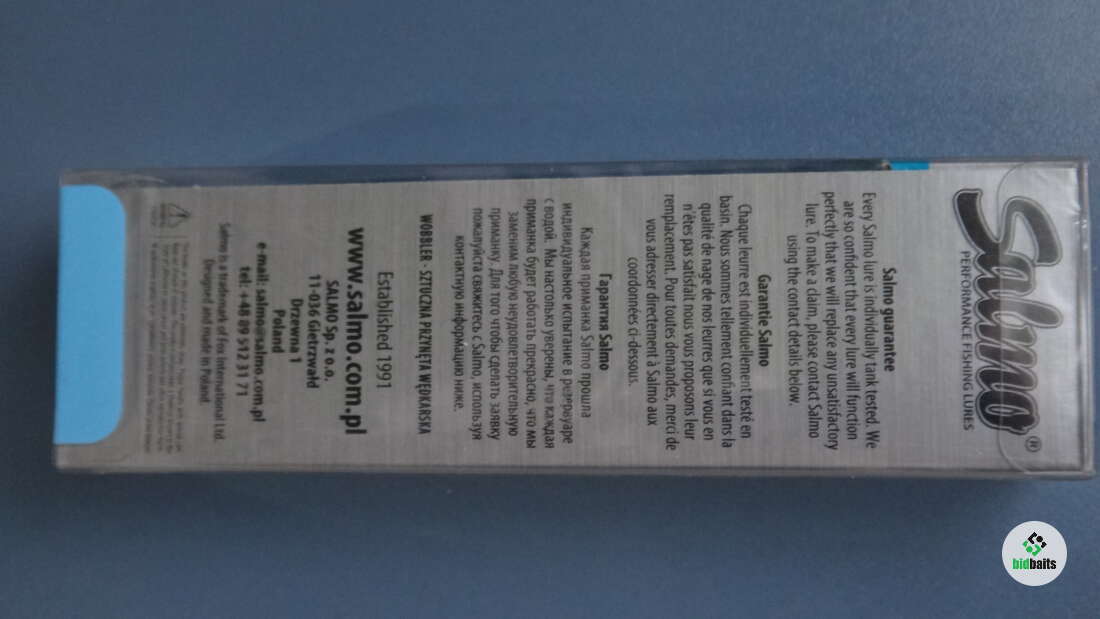 Salmo®
PERFORMANCE FISHING LURES
Salmo guarantee
Every Salmo lure is individually tank tested. We
are so confident that every lure will function
perfectly that we will replace any unsatisfactory
lure. To make a claim, please contact Salmo
using the contact details below.
Garantie Salmo
Chaque leurre est individuellement testé en
basin. Nous sommes tellement confiant dans la
qualité de nage de nos leurres que si vous en
n'êtes pas satisfait nous vous proposons leur
remplacement. Pour toutes demandes, merci de
vous adresser directement à Salmo aux
coordonnées ci-dessous.
Гарантия Salmo
Каждая приманка Salmo прошла
индивидуальное испытание в резервуаре
с водой. Мы настолько уверены, что каждая
приманка будет работать прекрасно, что мы
заменим любую неудовлетворительную
приманку. Для того чтобы сделать заявку
пожалуйста свяжитесь с Salmo, используя
контактную информацию ниже.
WOBBLER - SZTUCZNA PRZYNĘTA WĘDKARSKA
Established 1991
www.salmo.com.pl
SALMO Sp. z o.o.
11-036 Gietrzwałd
Drzewna 1
Poland
e-mail: salmo@salmo.com.pl
tel: +48 89 512 31 71
Salmo is a trademark of Fox International Ltd.
Designed and made in Poland.
bidbaits